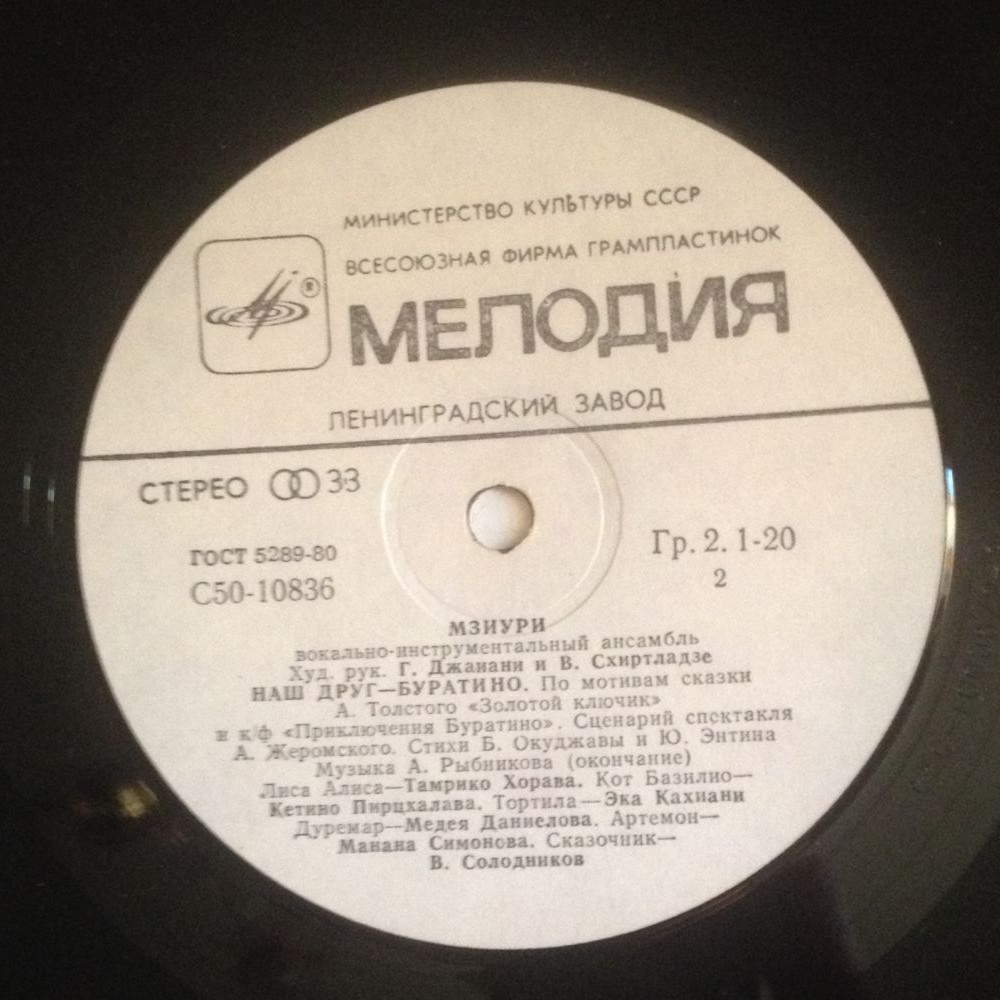 МИНИСТЕРСТВО КУЛЬТУРЫ СССР
ВСЕСОЮЗНАЯ ФИРМА ГРАМПЛАСТИНОК
®
МЕЛОДИЯ
ЛЕНИНГРАДСКИЙ ЗАВОД
СТЕРЕО 33
ГОСТ 5289-80
С50-10836
Гр. 2. 1-20
2
МЗИУРИ
вокально-инструментальный ансамбль
Худ. рук. Г. Джаиани и В. Схиртладзе
НАШ ДРУГ—БУРАТИНО. По мотивам сказки
А. Толстого «Золотой ключик»
и к/ф «Приключения Буратино». Сценарий спектакля
А. Жеромского. Стихи Б. Окуджавы и Ю. Энтина
Музыка А. Рыбникова (окончание)
Лиса Алиса—Тамрико Хорава. Кот Базилио—
Кетино Пирцхалава. Тортила—Эка Кахиани
Дуремар—Медея Даниелова. Артемон—
Манана Симонова. Сказочник—
В. Солодников